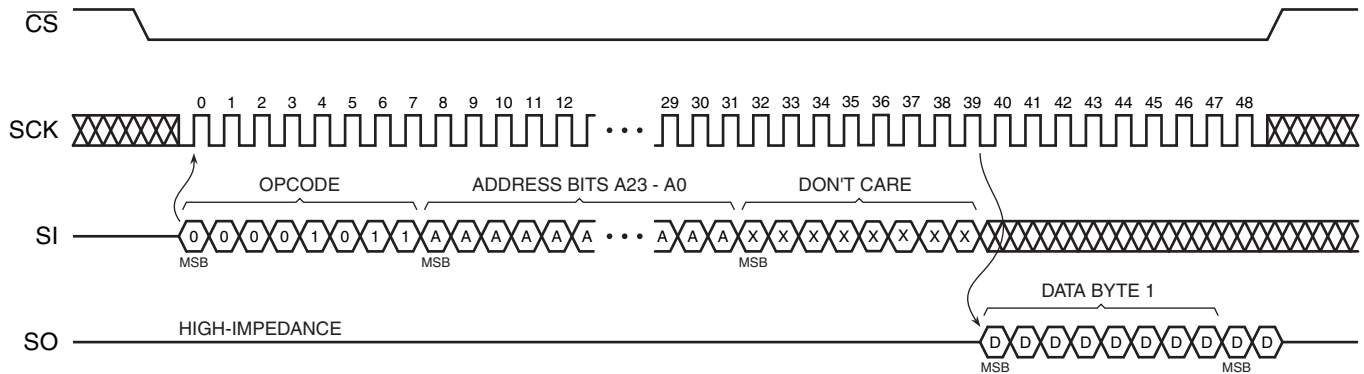 CS
0 1 2 3 4 5 6 7 8 9 10 11 12 29 30 31 32 33 34 35 36 37 38 39 40 41 42 43 44 45 46 47 48
SCK
OPCODE ADDRESS BITS A23 - A0 DON'T CARE
SI 0 0 0 0 1 0 1 1 A A A A A A A A A X X X X X X X X
MSB MSB MSB
DATA BYTE 1
HIGH-IMPEDANCE
SO D D D D D D D D D D
MSB MSB